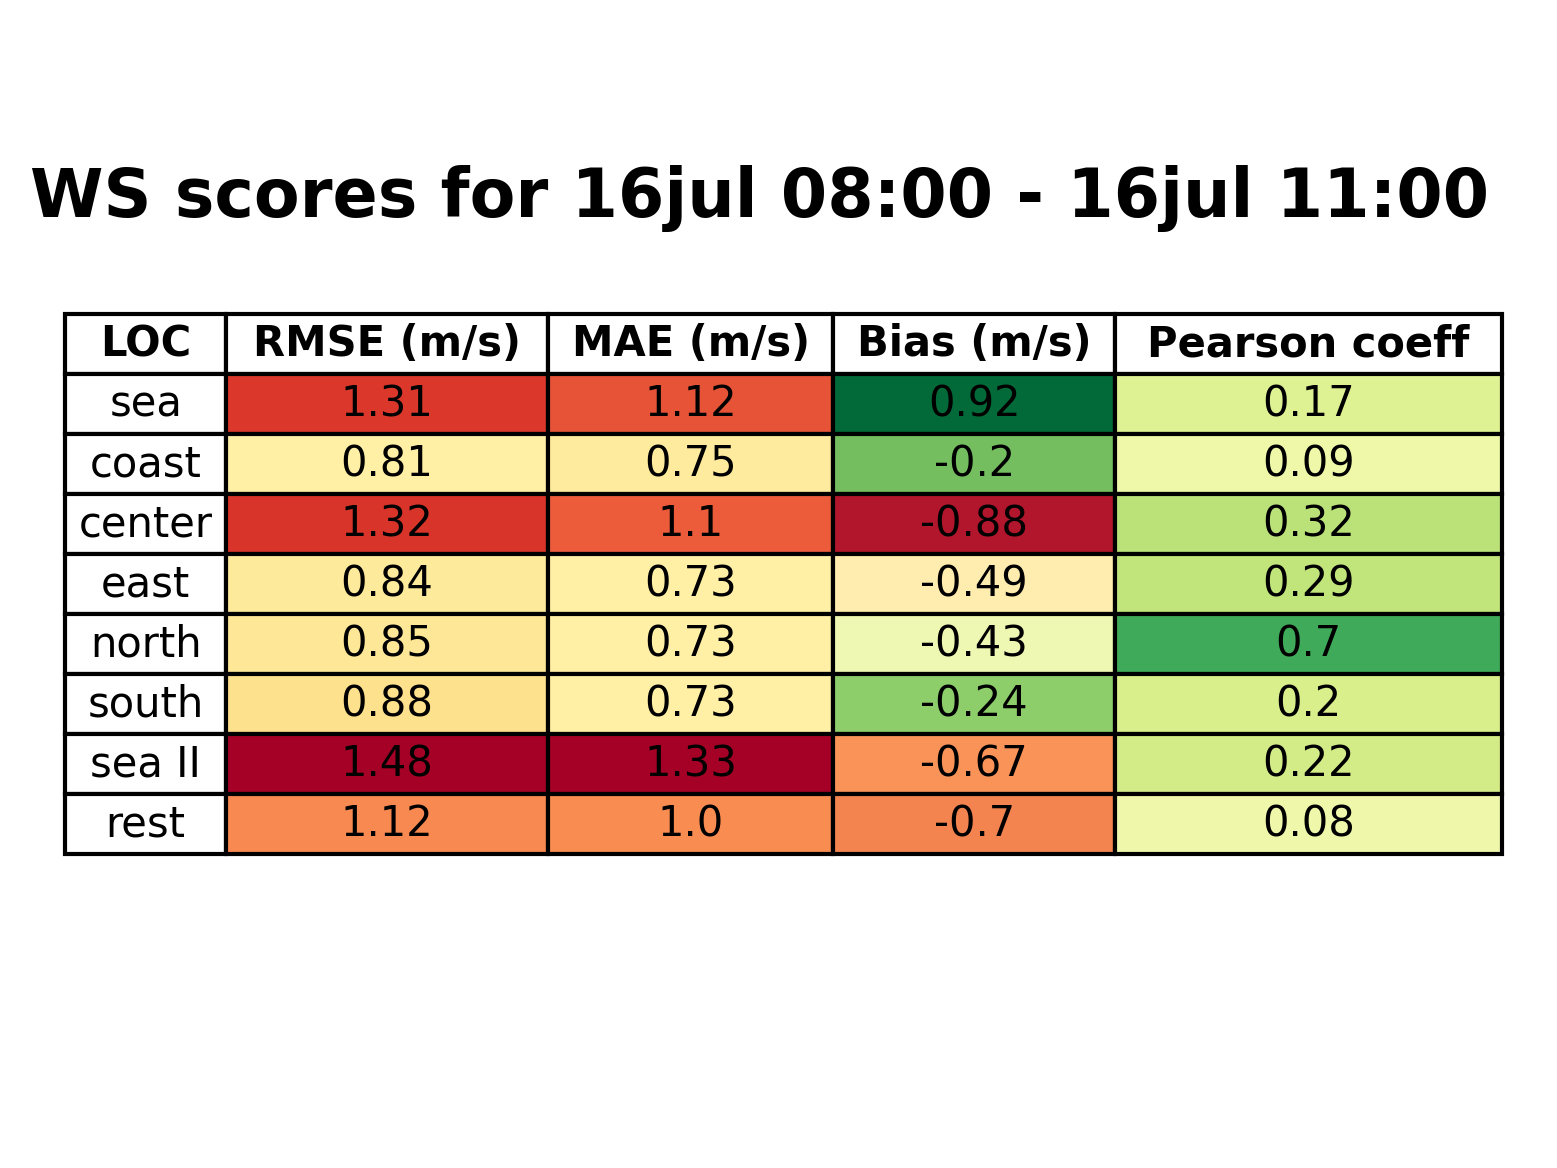 WS scores for 16jul 08:00 - 16jul 11:00
LOC RMSE (m/s) MAE (m/s) Bias (m/s) Pearson coeff
sea 1.31 1.12 0.92 0.17
coast 0.81 0.75 -0.2 0.09
center 1.32 1.1 -0.88 0.32
east 0.84 0.73 -0.49 0.29
north 0.85 0.73 -0.43 0.7
south 0.88 0.73 -0.24 0.2
sea II 1.48 1.33 -0.67 0.22
rest 1.12 1.0 -0.7 0.08